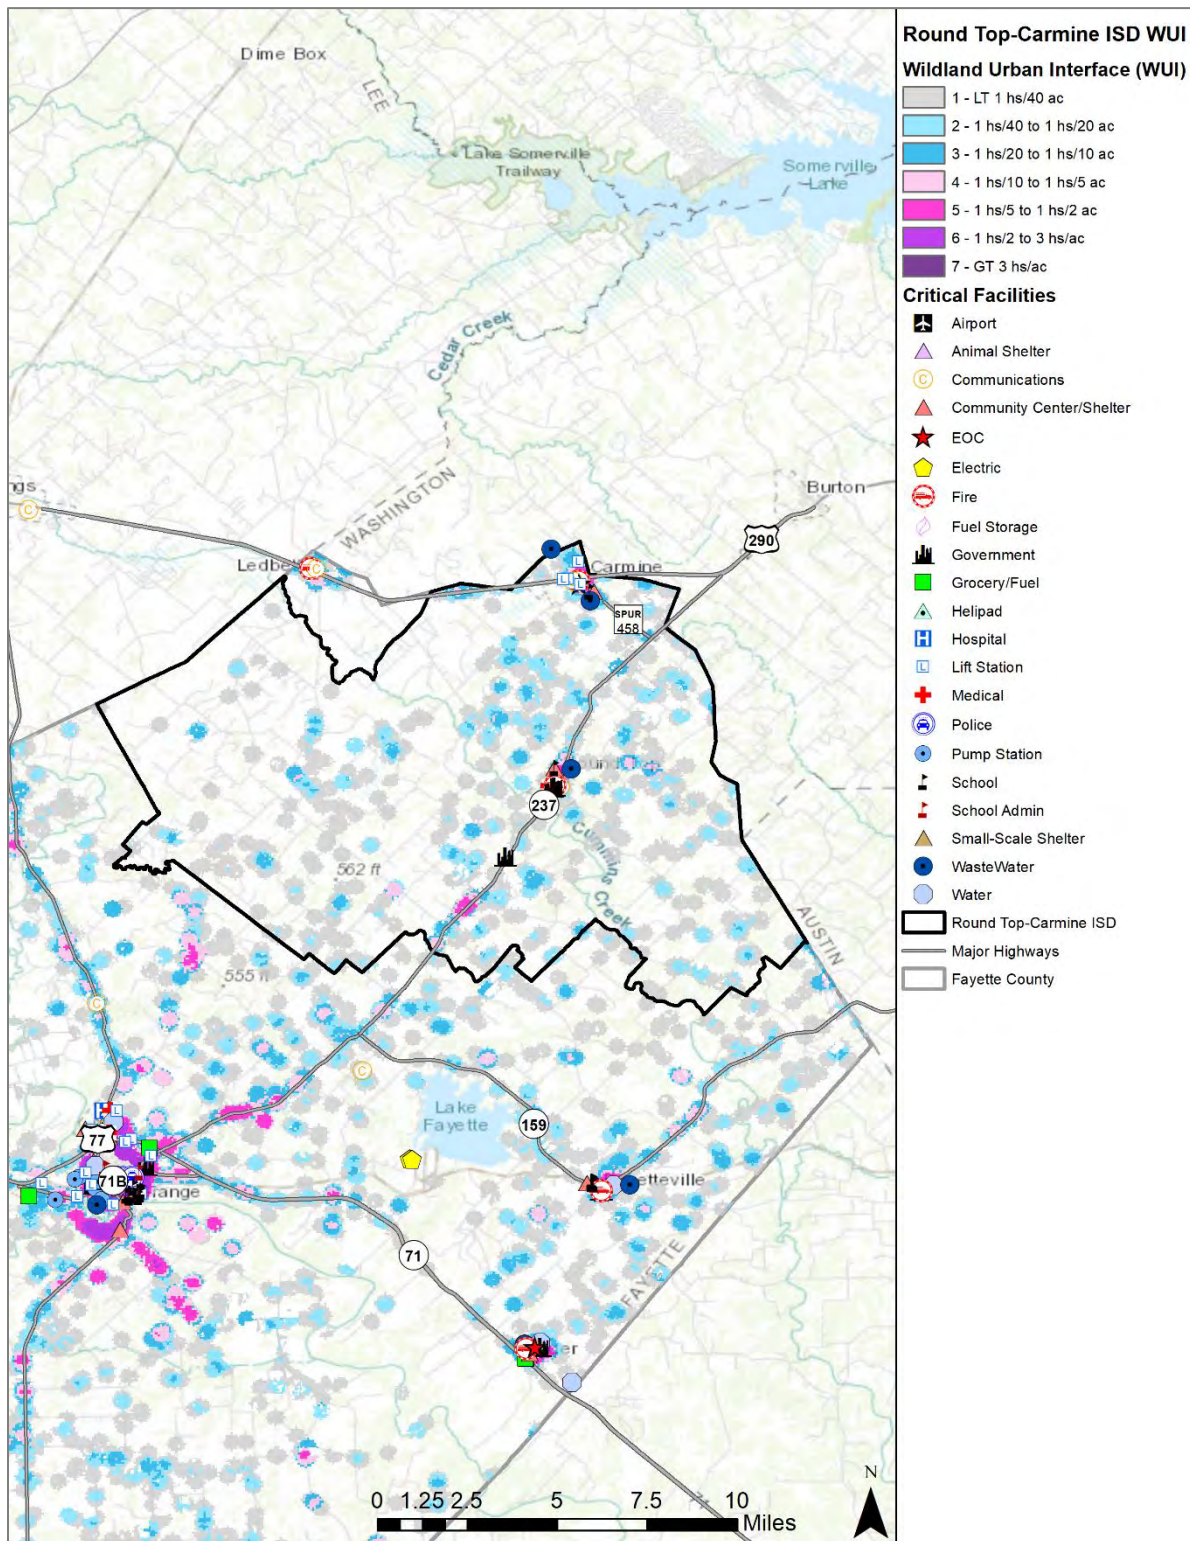 Dime Box
LEE
Lake Somerville
Trailway
Somerville
Lake
Cedar Creek
WASHINGTON
ngs
C
Burton
290
Ledbe
C
Carmine
L
L
L
SPUR
458
237
Cummins
Creek
562 ft
555 ft
AUSTIN
C
C
Lake
Fayette
159
H
L
77
L
L
L
71B
L
L
L
L
L
range
etteville
71
FAYETTE
er
0 1.25 2.5 5 7.5 10
Miles
N
Round Top-Carmine ISD WUI
Wildland Urban Interface (WUI)
1 - LT 1 hs/40 ac
2 - 1 hs/40 to 1 hs/20 ac
3 - 1 hs/20 to 1 hs/10 ac
4 - 1 hs/10 to 1 hs/5 ac
5 - 1 hs/5 to 1 hs/2 ac
6 - 1 hs/2 to 3 hs/ac
7 - GT 3 hs/ac
Critical Facilities
Airport
Animal Shelter
C Communications
Community Center/Shelter
EOC
Electric
Fire
Fuel Storage
Government
Grocery/Fuel
Helipad
H Hospital
L Lift Station
Medical
Police
Pump Station
School
School Admin
Small-Scale Shelter
WasteWater
Water
Round Top-Carmine ISD
Major Highways
Fayette County